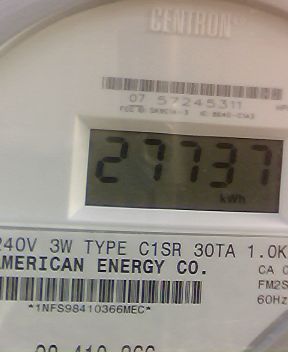 CENTRON®
07 57245311
27737
kWh
240V 3W TYPE C1SR 30TA 1.0K
AMERICAN ENERGY CO.
CA 0
FM2S
60Hz
*1NFS98410366MEC*